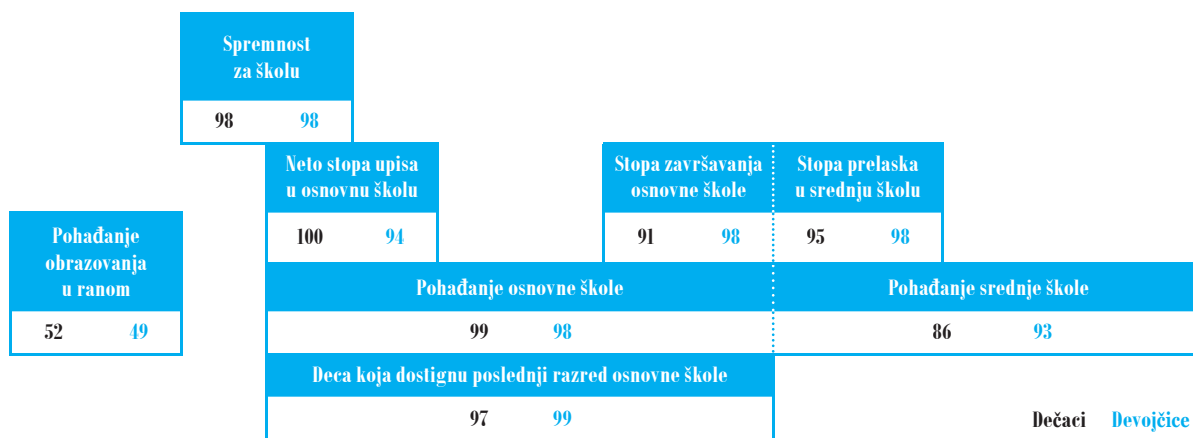 Spremnost
za školu
98 98
Neto stopa upisa
u osnovnu školu
100 94
Stopa završavanja
osnovne škole
91 98
Stopa prelaska
u srednju školu
95 98
Pohađanje
obrazovanja
u ranom
52 49
Pohađanje osnovne škole
99 98
Pohađanje srednje škole
86 93
Deca koja dostignu poslednji razred osnovne škole
97 99
Dečaci Devojčice